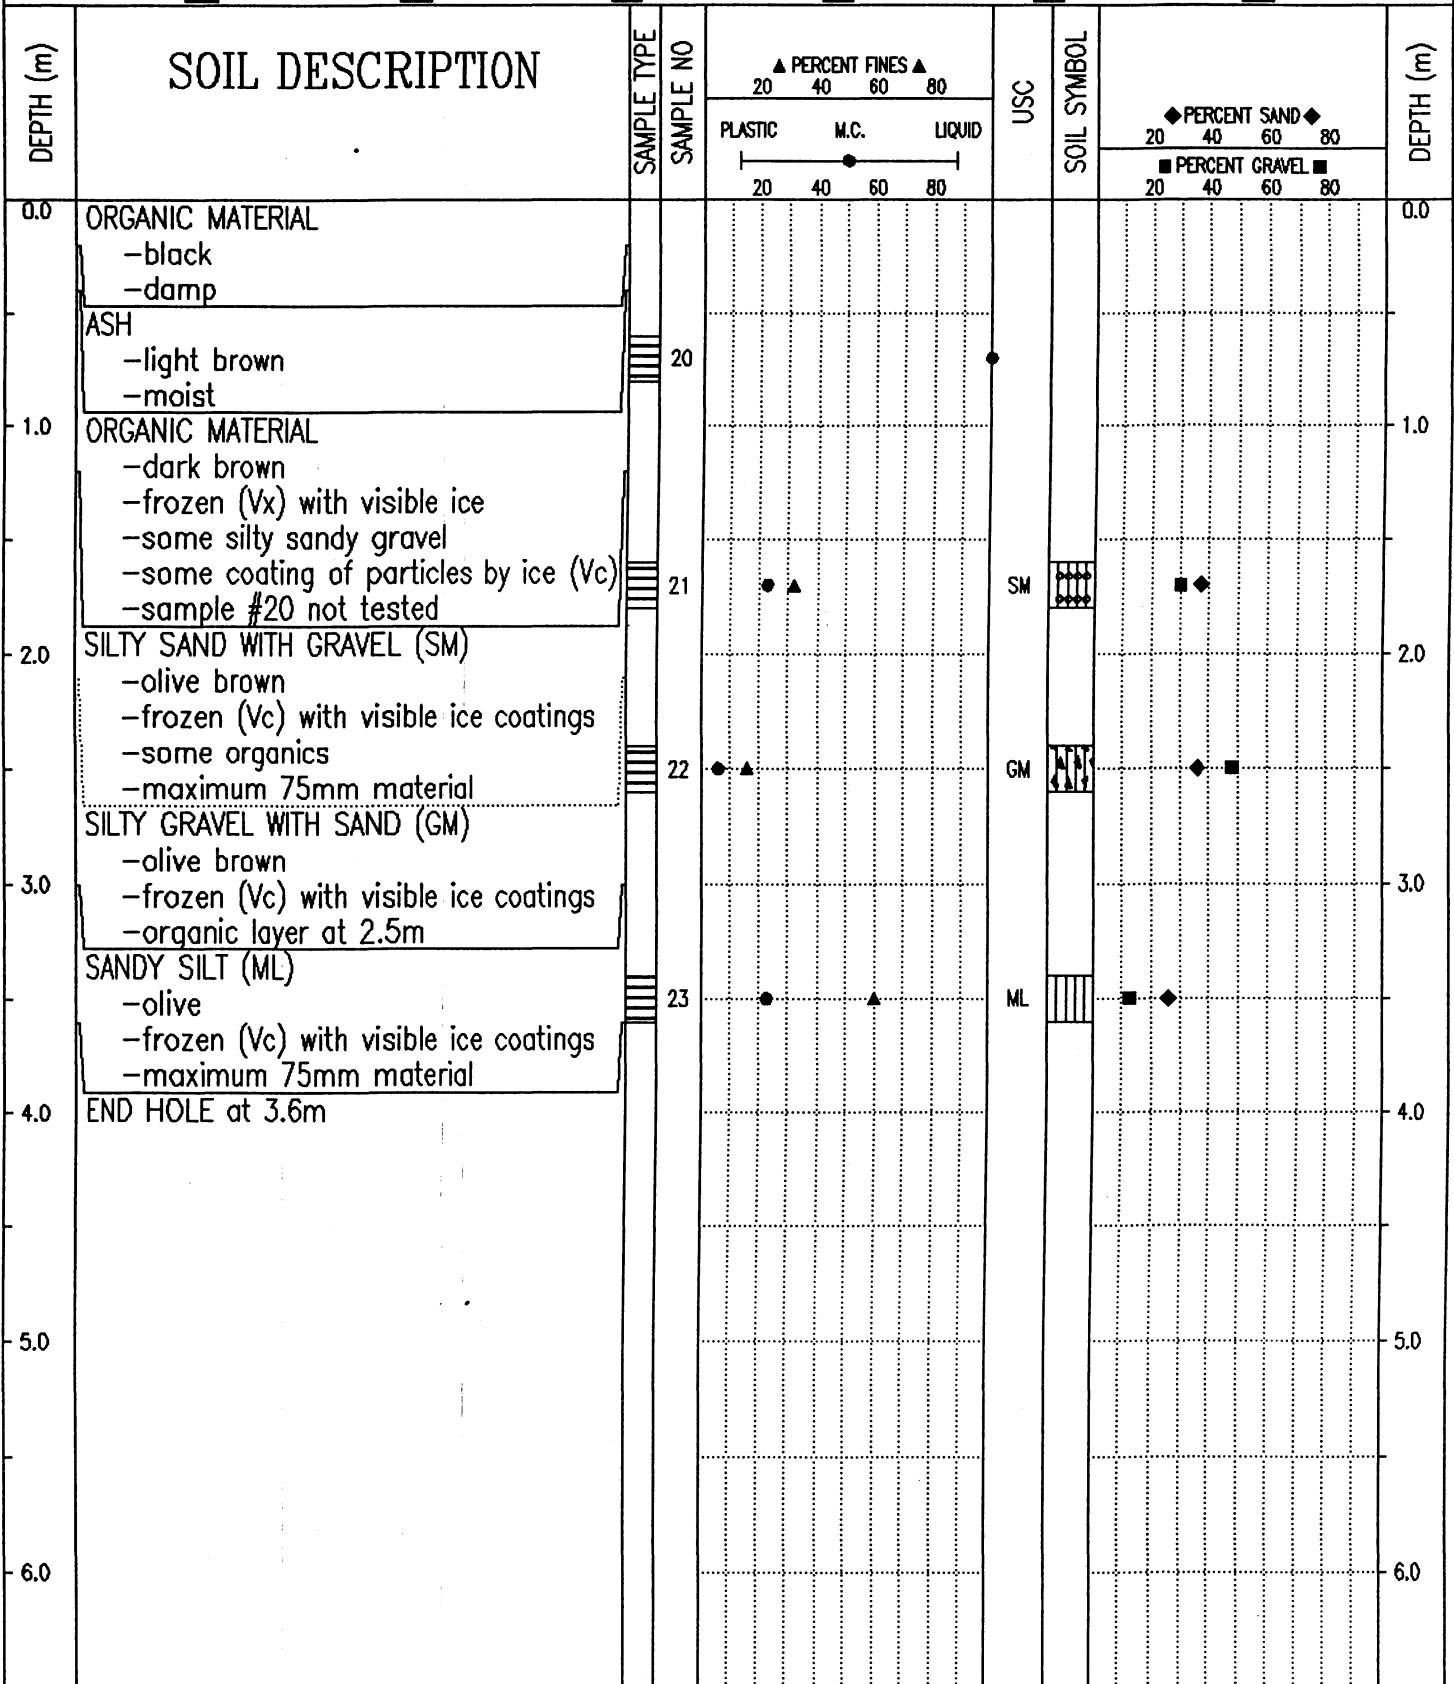 DEPTH (m)
SOIL DESCRIPTION
SAMPLE TYPE
SAMPLE NO
▲ PERCENT FINES ▲
20 40 60 80
PLASTIC M.C. LIQUID
20 40 60 80
USC
SOIL SYMBOL
◆PERCENT SAND◆
20 40 60 80
■ PERCENT GRAVEL ■
20 40 60 80
DEPTH (m)
0.0
ORGANIC MATERIAL
0.0
-black
-damp
ASH
-light brown
20
-moist
1.0
ORGANIC MATERIAL
1.0
-dark brown
-frozen (Vx) with visible ice
-some silty sandy gravel
-some coating of particles by ice (Vc)
21
SM
-sample #20 not tested
2.0
SILTY SAND WITH GRAVEL (SM)
2.0
-olive brown
-frozen (Vc) with visible ice coatings
-some organics
22
GM
-maximum 75mm material
SILTY GRAVEL WITH SAND (GM)
-olive brown
3.0
-frozen (Vc) with visible ice coatings
3.0
-organic layer at 2.5m
SANDY SILT (ML)
-olive
23
ML
-frozen (Vc) with visible ice coatings
-maximum 75mm material
4.0
END HOLE at 3.6m
4.0
5.0
5.0
6.0
6.0